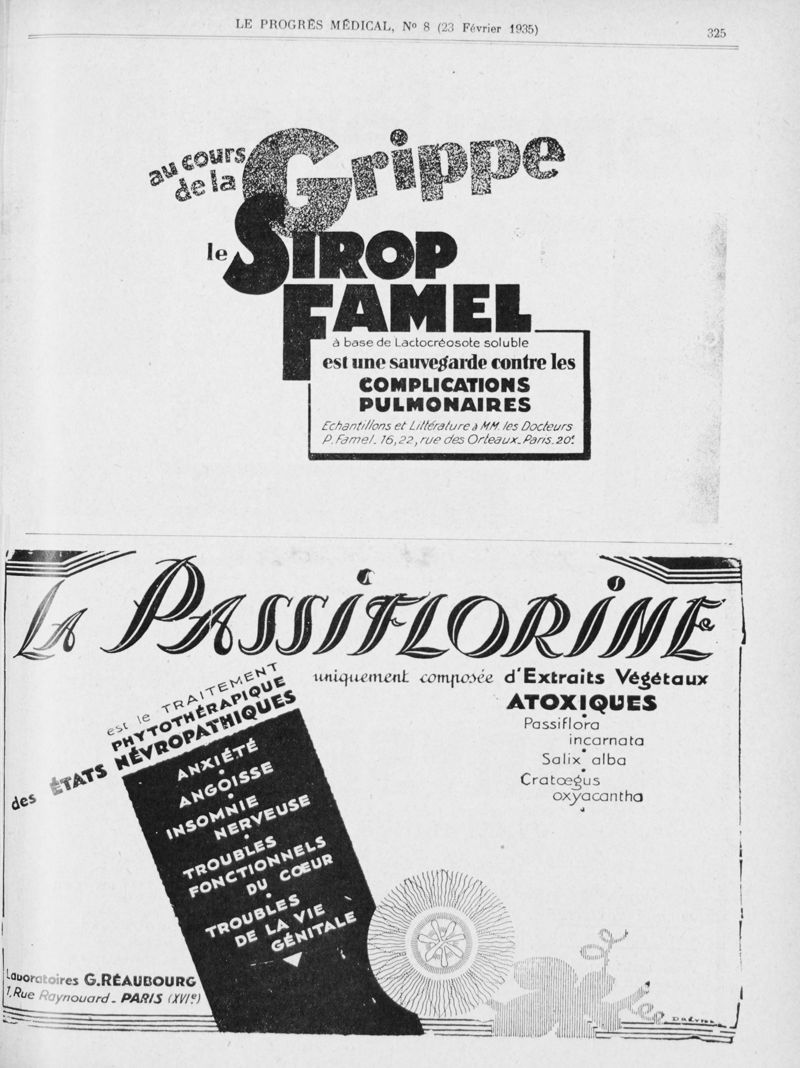 LE PROGRÈS MÉDICAL, Nº 8 (23 Février 1935)
325
au cours
de la
Grippe
le SIROP
FAMEL
à base de Lactocréosote soluble
est une sauvegarde contre les
COMPLICATIONS
PULMONAIRES
Echantillons et Littérature à MM. les Docteurs
P. Famel. 16, 22, rue des Orteaux_Paris. 20e.
LA PASSIFLORINE
est le TRAITEMENT
PHYTOTHÉRAPIQUE
des ÉTATS NÉVROPATHIQUES
ANXIÉTÉ
ANGOISSE
INSOMNIE
NERVEUSE
TROUBLES
FONCTIONNELS
DU CŒUR
TROUBLES
DE LA VIE
GÉNITALE
uniquement composée d'Extraits Végétaux
ATOXIQUES
Passiflora
incarnata
Salix alba
Cratœgus
oxyacantha
Laboratoires G.RÉAUBOURG
1, Rue Raynouard_ PARIS (XVIe)